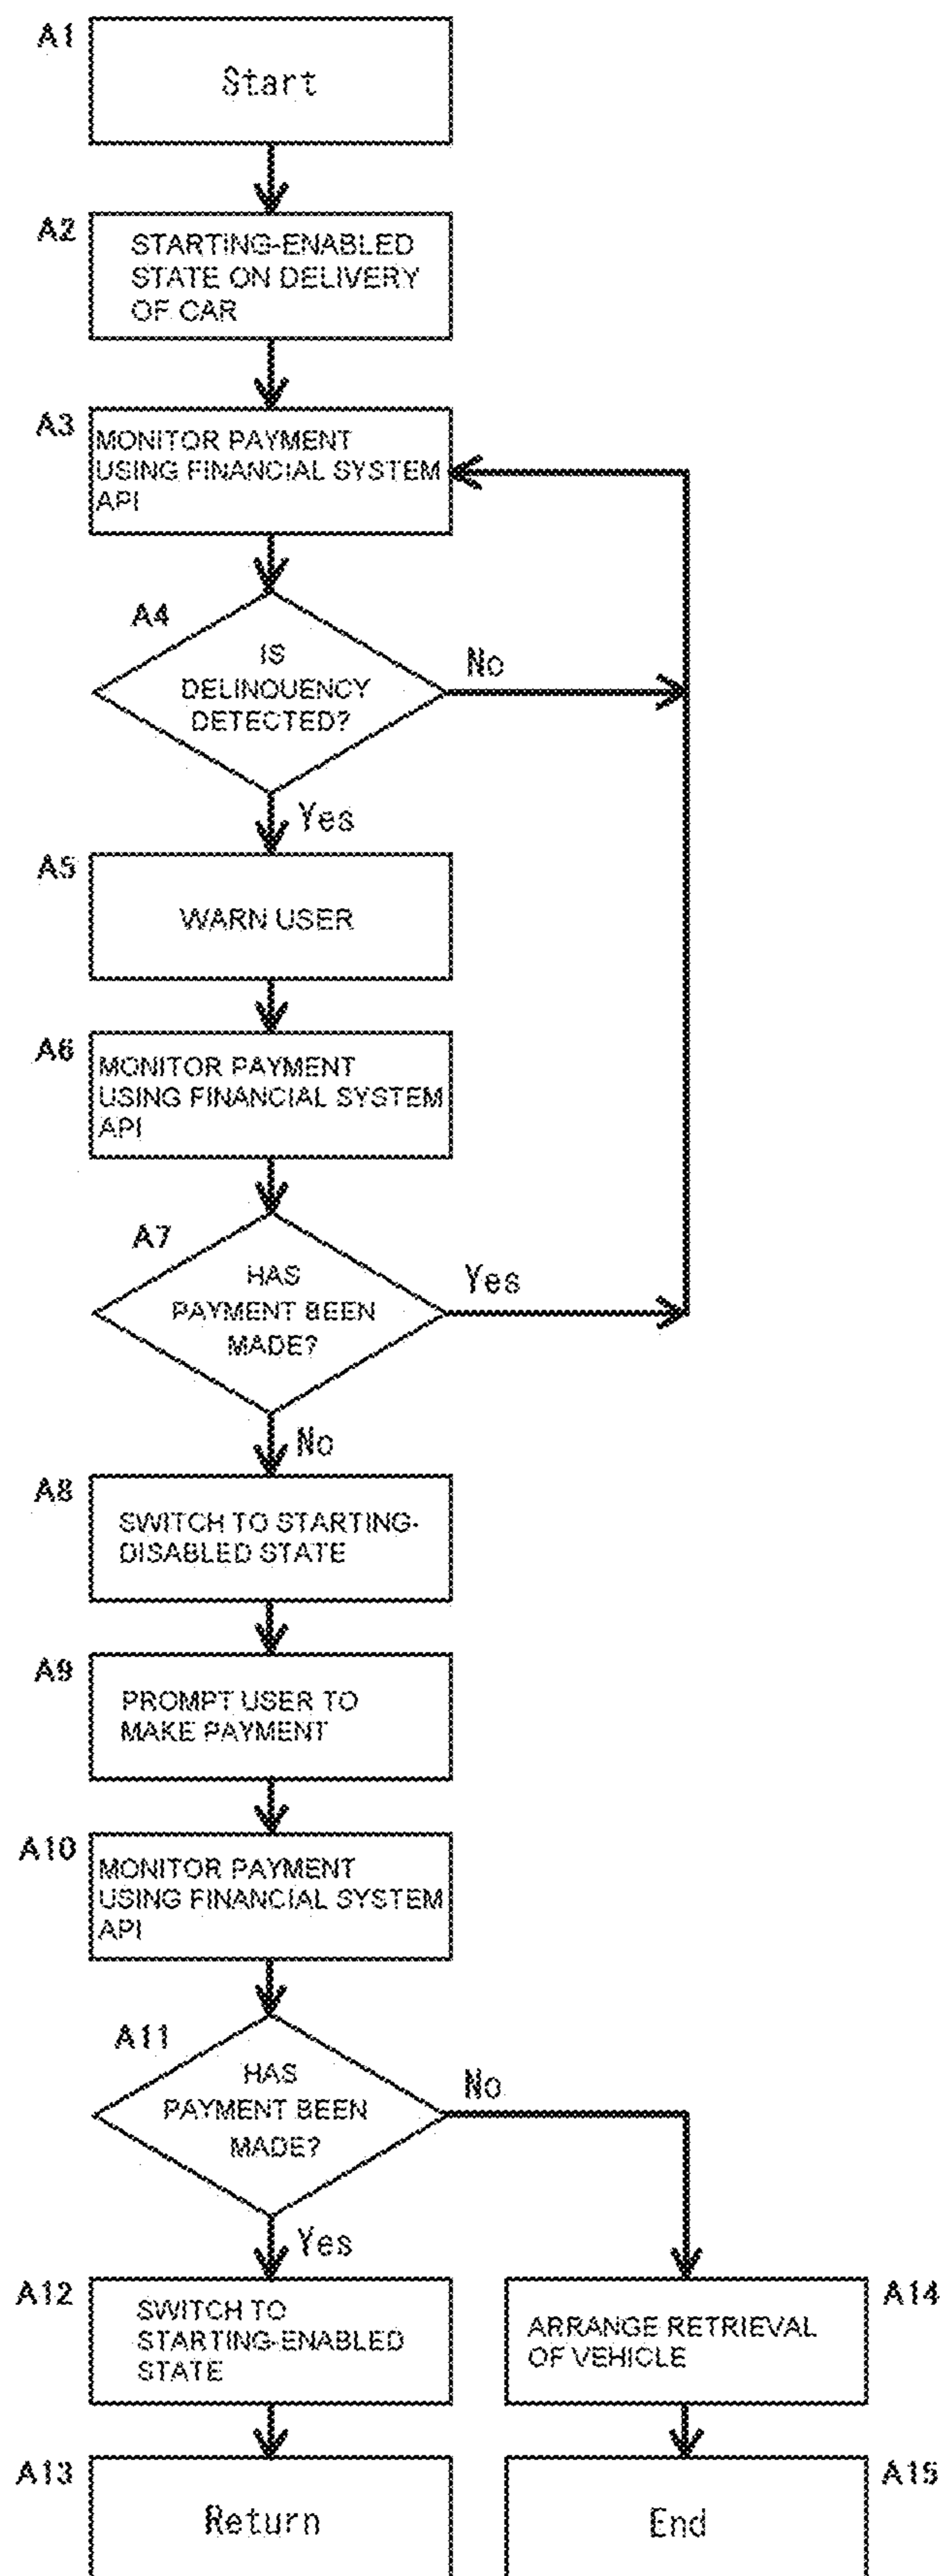 A1
Start
A2
STARTING-ENABLED
STATE ON DELIVERY
OF CAR
A3
MONITOR PAYMENT
USING FINANCIAL SYSTEM
API
A4
IS
DELINQUENCY
DETECTED?
No
Yes
A5
WARN USER
A6
MONITOR PAYMENT
USING FINANCIAL SYSTEM
API
A7
HAS
PAYMENT BEEN
MADE?
Yes
No
A8
SWITCH TO STARTING-
DISABLED STATE
A9
PROMPT USER TO
MAKE PAYMENT
A10
MONITOR PAYMENT
USING FINANCIAL SYSTEM
API
A11
HAS
PAYMENT BEEN
MADE?
No
Yes
A12
SWITCH TO
STARTING-ENABLED
STATE
A14
ARRANGE RETRIEVAL
OF VEHICLE
A13
Return
A15
End